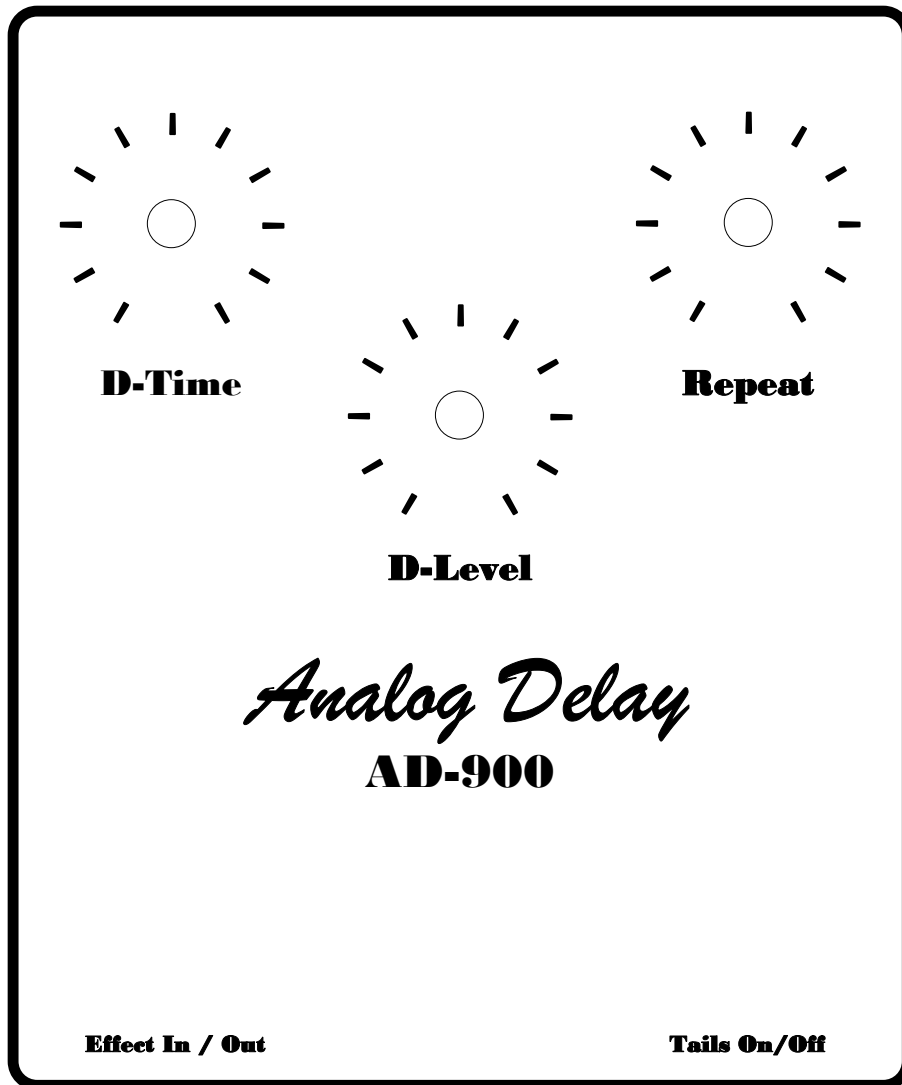 D-Time
Repeat
D-Level
Analog Delay
AD-900
Effect In / Out
Tails On/Off